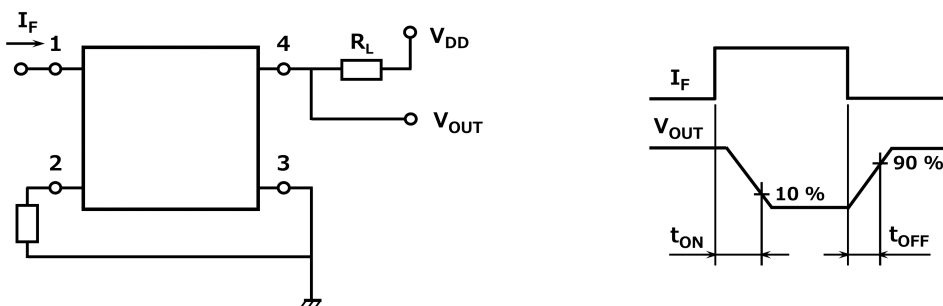 I_F
1
4
R_L
V_DD
V_OUT
2
3
I_F
V_OUT
90 %
10 %
t_ON
t_OFF